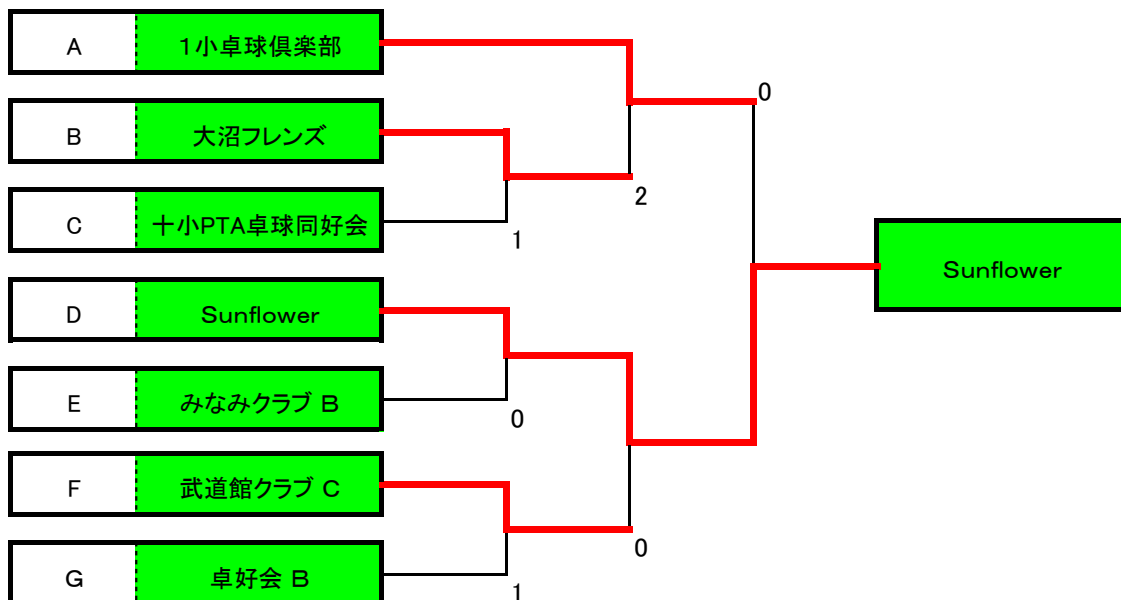 A １小卓球倶楽部
0
B 大沼フレンズ
2
C 十小PTA卓球同好会
1
Sunflower
D Sunflower
E みなみクラブ B
0
F 武道館クラブ C
0
G 卓好会 B
1